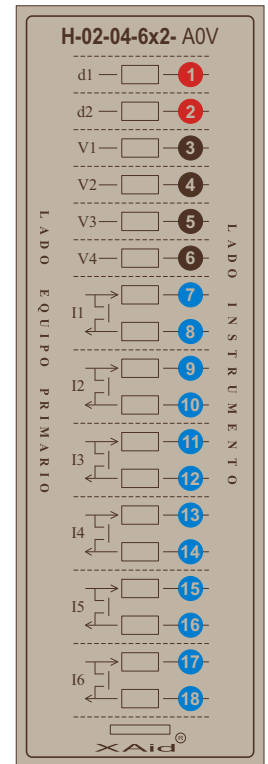 H-02-04-6x2- A0V
d1 1
d2 2
V1 3
V2 4
V3 5
V4 6
LADO EQUIPO PRIMARIO
LADO INSTRUMENTO
I1 7
8
I2 9
10
I3 11
12
I4 13
14
I5 15
16
I6 17
18
XAid ®